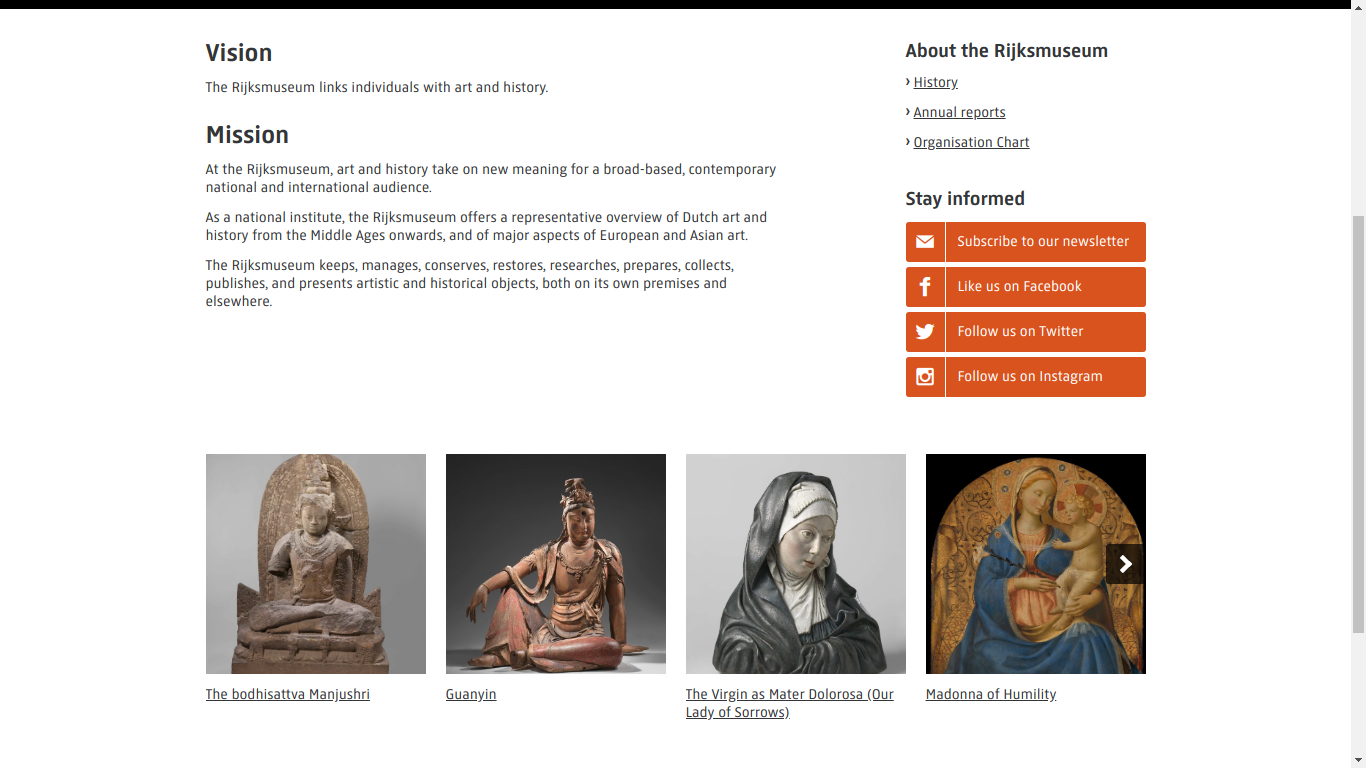 Vision
The Rijksmuseum links individuals with art and history.
Mission
At the Rijksmuseum, art and history take on new meaning for a broad-based, contemporary
national and international audience.
As a national institute, the Rijksmuseum offers a representative overview of Dutch art and
history from the Middle Ages onwards, and of major aspects of European and Asian art.
The Rijksmuseum keeps, manages, conserves, restores, researches, prepares, collects,
publishes, and presents artistic and historical objects, both on its own premises and
elsewhere.
About the Rijksmuseum
› History
› Annual reports
› Organisation Chart
Stay informed
Subscribe to our newsletter
Like us on Facebook
Follow us on Twitter
Follow us on Instagram
The bodhisattva Manjushri
Guanyin
The Virgin as Mater Dolorosa (Our
Lady of Sorrows)
Madonna of Humility